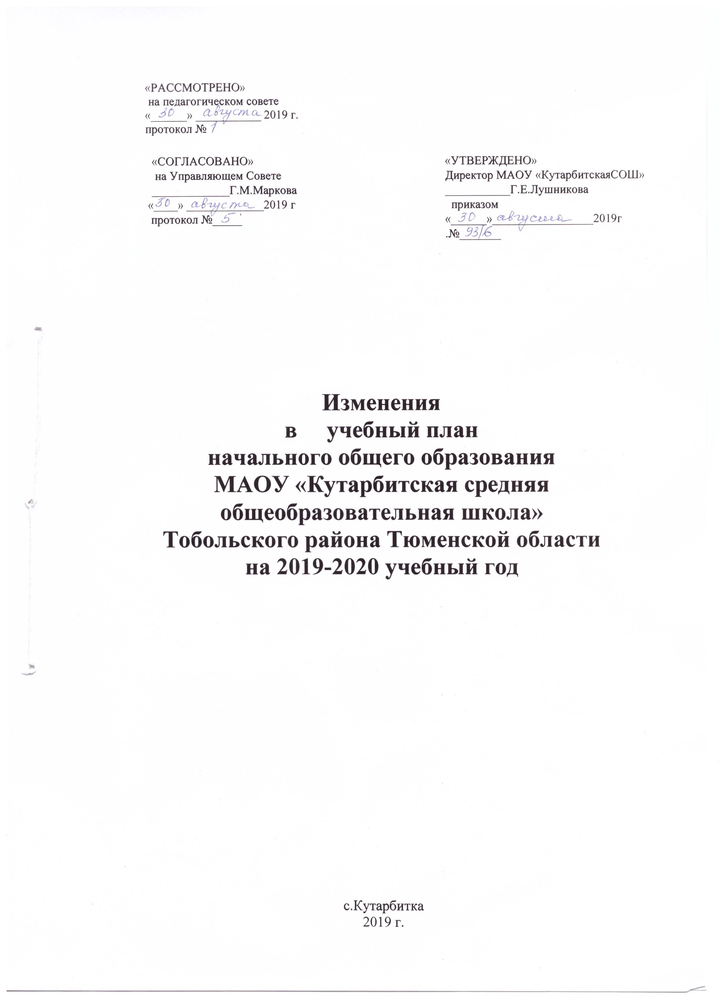 «РАССМОТРЕНО»
на педагогическом совете
«30» августа 2019 г.
протокол № 1
«СОГЛАСОВАНО»
на Управляющем Совете
____________Г.М.Маркова
«30» августа 2019 г
протокол № 5
«УТВЕРЖДЕНО»
Директор МАОУ «КутарбитскаяСОШ»
___________Г.Е.Лушникова
приказом
«30» августа 2019г
.№ 93/6
Изменения
в учебный план
начального общего образования
МАОУ «Кутарбитская средняя
общеобразовательная школа»
Тобольского района Тюменской области
на 2019-2020 учебный год
с.Кутарбитка
2019 г.